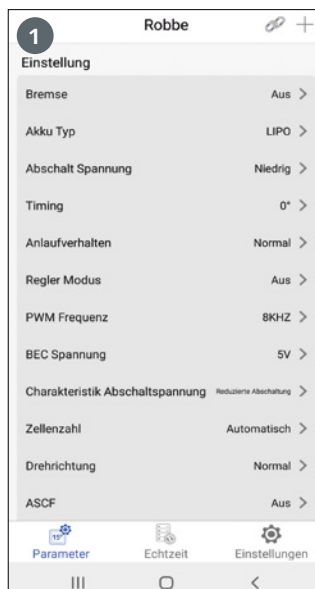 1
Robbe
Einstellung
Bremse Aus
Akku Typ LIPO
Abschalt Spannung Niedrig
Timing 0°
Anlaufverhalten Normal
Regler Modus Aus
PWM Frequenz 8KHZ
BEC Spannung 5V
Charakteristik Abschaltspannung Reduzierte Abschaltung
Zellenzahl Automatisch
Drehrichtung Normal
ASCF Aus
15°
Parameter Echtzeit Einstellungen